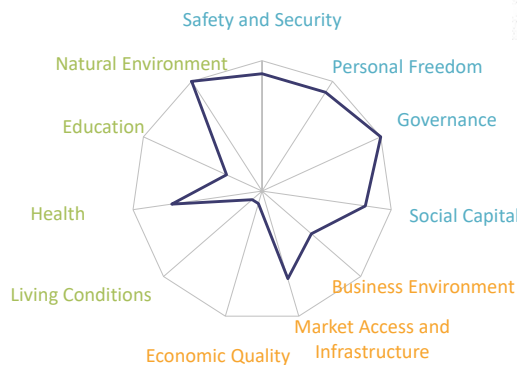 Safety and Security
Personal Freedom
Governance
Social Capital
Business Environment
Market Access and
Infrastructure
Economic Quality
Living Conditions
Health
Education
Natural Environment